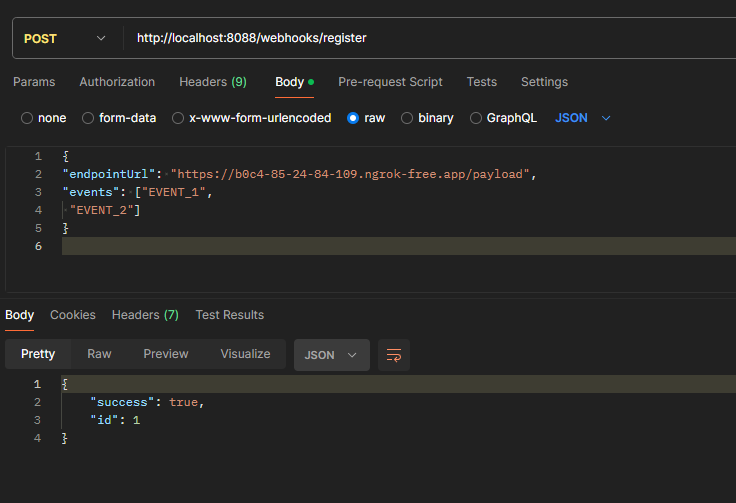 POST http://localhost:8088/webhooks/register
Params Authorization Headers (9) Body Pre-request Script Tests Settings
none form-data x-www-form-urlencoded raw binary GraphQL JSON
1 {
2 "endpointUrl": "https://b0c4-85-24-84-109.ngrok-free.app/payload",
3 "events": ["EVENT_1",
4 "EVENT_2"]
5 }
6
Body Cookies Headers (7) Test Results
Pretty Raw Preview Visualize JSON
1 {
2 "success": true,
3 "id": 1
4 }